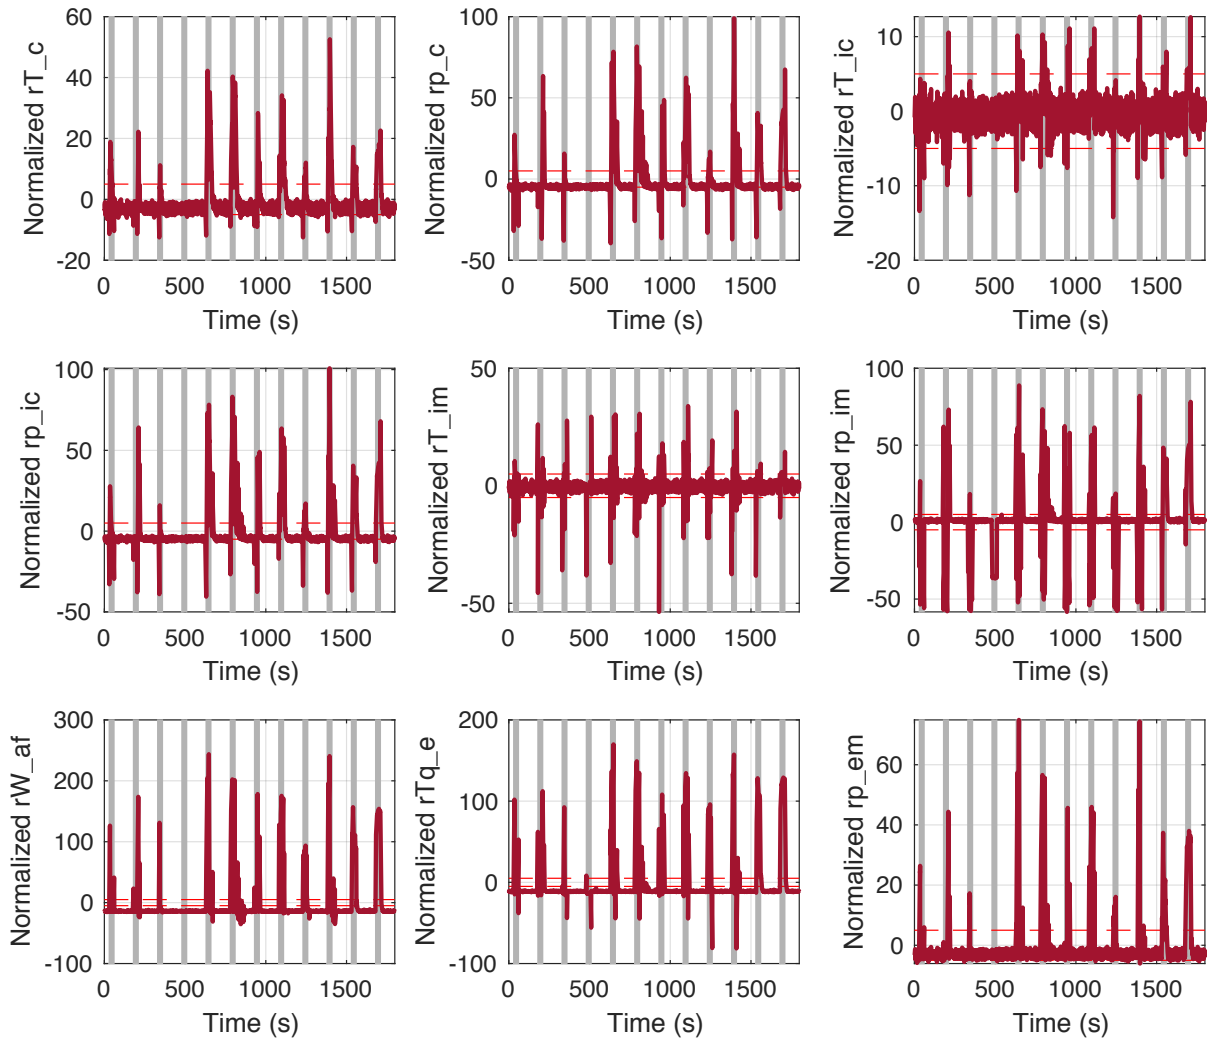 Normalized rT_c
60
40
20
0
-20
0 500 1000 1500
Time (s)
Normalized rp_c
100
50
0
-50
0 500 1000 1500
Time (s)
Normalized rT_ic
10
0
-10
-20
0 500 1000 1500
Time (s)
Normalized rp_ic
100
50
0
-50
0 500 1000 1500
Time (s)
Normalized rT_im
50
0
-50
0 500 1000 1500
Time (s)
Normalized rp_im
100
50
0
-50
0 500 1000 1500
Time (s)
Normalized rW_af
300
200
100
0
-100
0 500 1000 1500
Time (s)
Normalized rTq_e
200
100
0
-100
0 500 1000 1500
Time (s)
Normalized rp_em
60
40
20
0
0 500 1000 1500
Time (s)